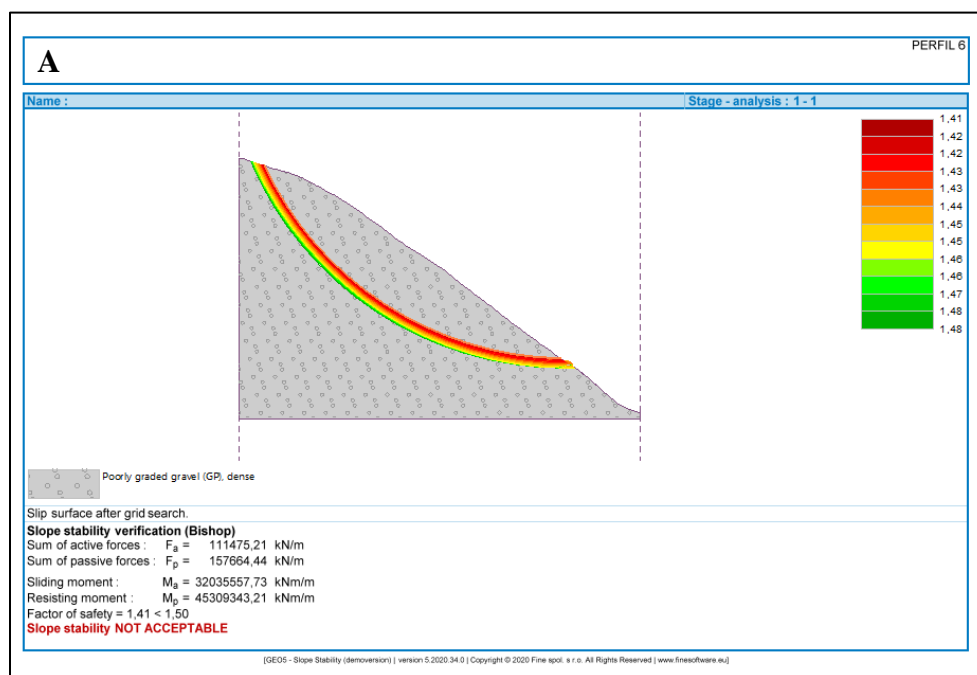 PERFIL 6
A
Name :
Stage - analysis : 1 - 1
1,41
1,42
1,42
1,43
1,43
1,44
1,45
1,45
1,46
1,46
1,47
1,48
1,48
Poorly graded gravel (GP), dense
Slip surface after grid search.
Slope stability verification (Bishop)
Sum of active forces : Fa = 111475,21 kN/m
Sum of passive forces : Fp = 157664,44 kN/m
Sliding moment : Ma = 32035557,73 kNm/m
Resisting moment : Mp = 45309343,21 kNm/m
Factor of safety = 1,41 < 1,50
Slope stability NOT ACCEPTABLE
[GEO5 - Slope Stability (demoversion) | version 5.2020.34.0 | Copyright © 2020 Fine spol. s r.o. All Rights Reserved | www.finesoftware.eu]